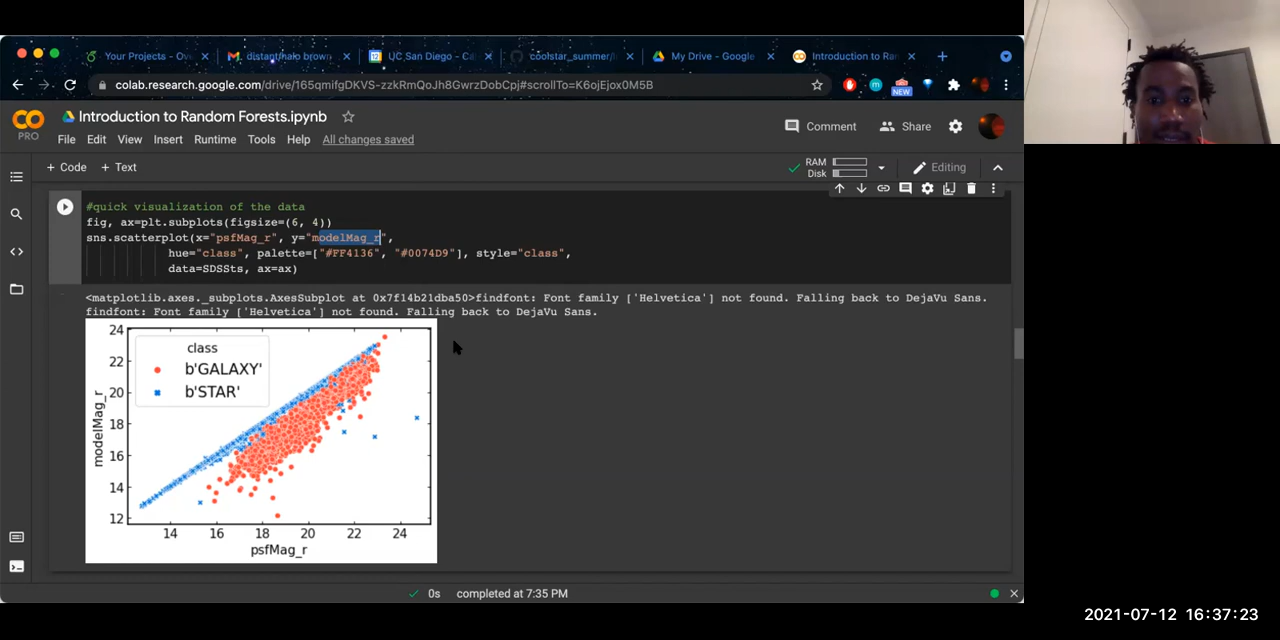 Your Projects - Ove
distantmalo brown
UC San Diego - Ca
coolstar_summer/
My Drive - Google
Introduction to Ran
colab.research.google.com/drive/165qmifgDKVS-zzkRmQoJh8GwrzDobCpj#scrollTo=K6ojEjox0M5B
NEW
CO
PRO
Introduction to Random Forests.ipynb
File Edit View Insert Runtime Tools Help All changes saved
Comment
Share
+ Code + Text
RAM
Disk
Editing
#quick visualization of the data
fig, ax=plt.subplots(figsize=(6, 4))
sns.scatterplot(x="psfMag_r", y="modelMag_r",
hue="class", palette=["#FF4136", "#0074D9"], style="class",
data=SDSSts, ax=ax)
<matplotlib.axes._subplots.AxesSubplot at 0x7f14b21dba50>findfont: Font family ['Helvetica'] not found. Falling back to DejaVu Sans.
findfont: Font family ['Helvetica'] not found. Falling back to DejaVu Sans.
24
22
20
18
16
14
12
modelMag_r
class
b'GALAXY'
b'STAR'
14 16 18 20 22 24
psfMag_r
0s completed at 7:35 PM
2021-07-12 16:37:23